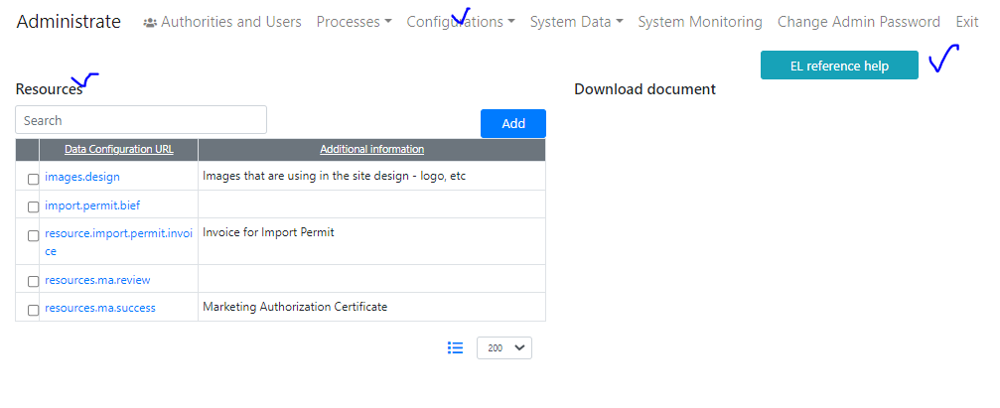 Administrate Authorities and Users Processes Configurations System Data System Monitoring Change Admin Password Exit
EL reference help
Resources
Download document
Search
Add
Data Configuration URL Additional information
images.design Images that are using in the site design - logo, etc
import.permit.bief
resource.import.permit.invoi Invoice for Import Permit
ce
resources.ma.review
resources.ma.success Marketing Authorization Certificate
200